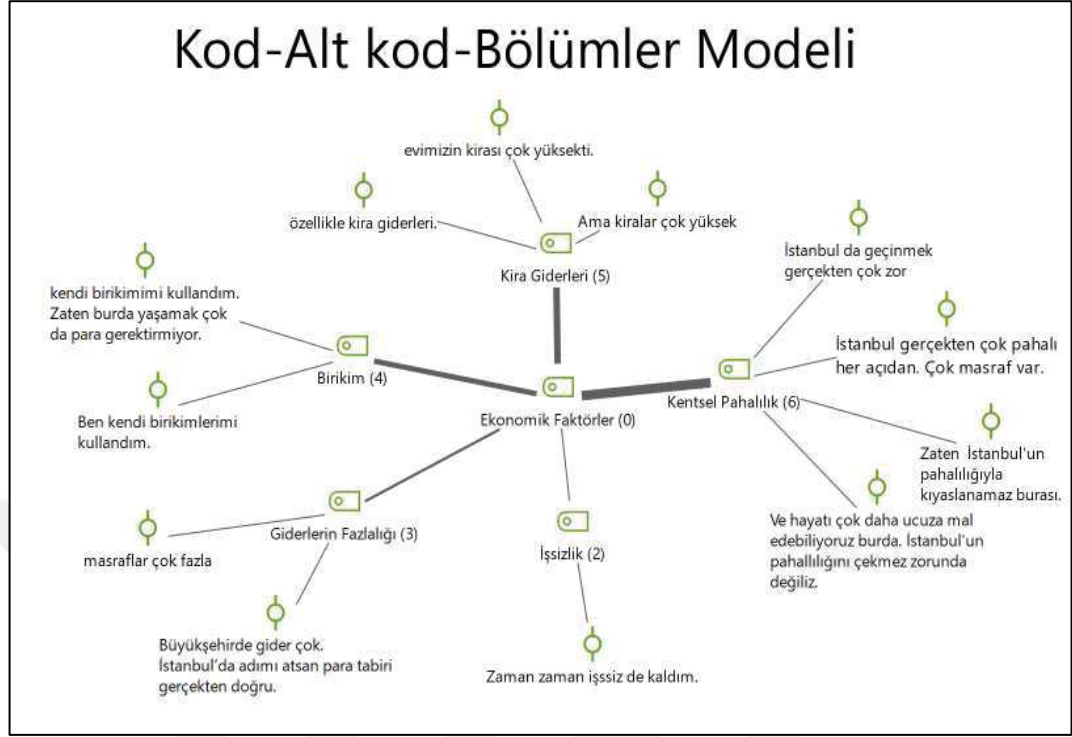 Kod-Alt kod-Bölümler Modeli
evimizin kirası çok yüksekti.
özellikle kira giderleri.
Ama kiralar çok yüksek
Kira Giderleri (5)
İstanbul da geçinmek
gerçekten çok zor
kendi birikimimi kullandım.
Zaten burda yaşamak çok
da para gerektirmiyor.
İstanbul gerçekten çok pahalı
her açıdan. Çok masraf var.
Birikim (4)
Kentsel Pahalılık (6)
Ekonomik Faktörler (0)
Ben kendi birikimlerimi
kullandım.
Zaten İstanbul'un
pahalılığıyla
kıyaslanamaz burası.
Giderlerin Fazlalığı (3)
masraflar çok fazla
İşsizlik (2)
Ve hayatı çok daha ucuza mal
edebiliyoruz burda. İstanbul'un
pahallılığını çekmez zorunda
değiliz.
Büyükşehirde gider çok.
İstanbul'da adımı atsan para tabiri
gerçekten doğru.
Zaman zaman işssiz de kaldım.